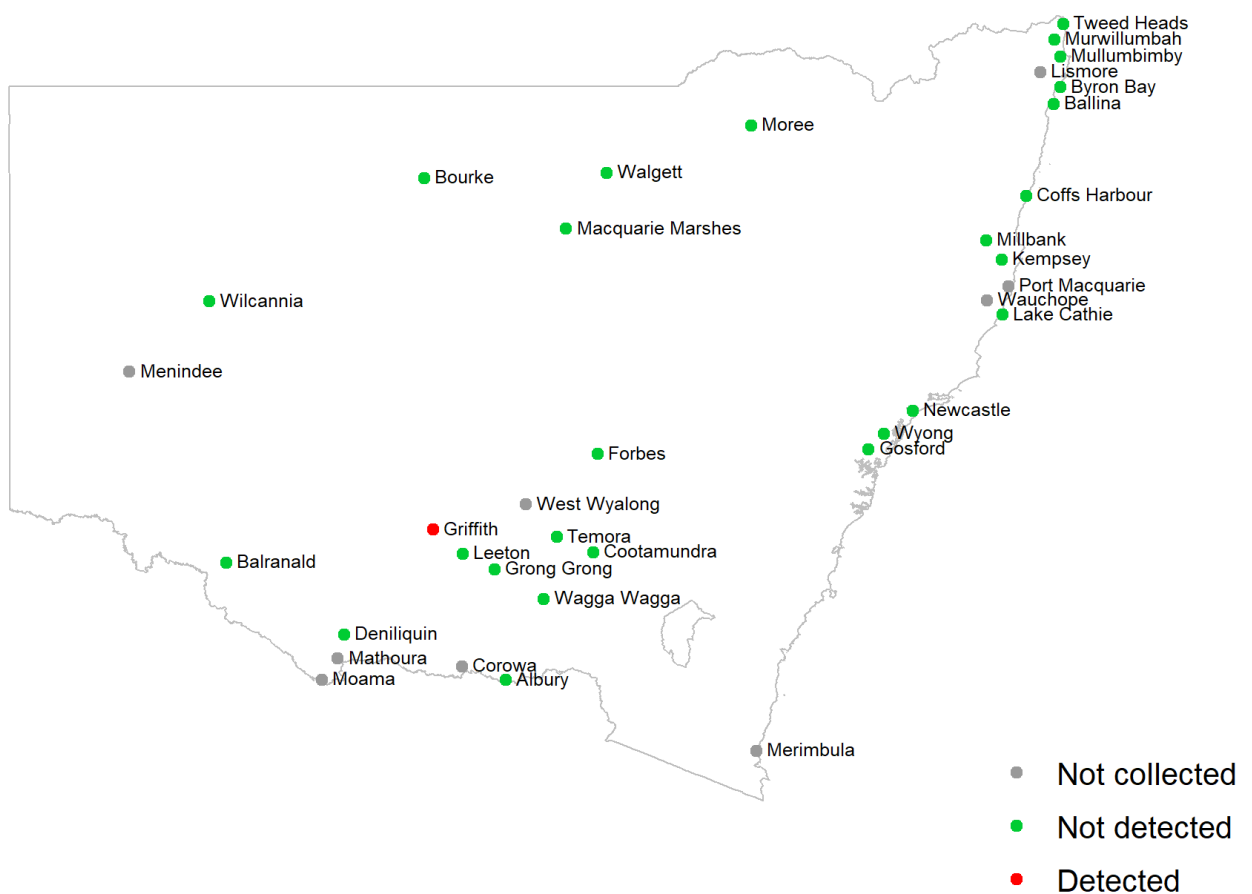 Tweed Heads
Murwillumbah
Mullumbimby
Lismore
Byron Bay
Ballina
Moree
Walgett
Bourke
Coffs Harbour
Macquarie Marshes
Millbank
Kempsey
Port Macquarie
Wauchope
Wilcannia
Lake Cathie
Menindee
Newcastle
Wyong
Gosford
Forbes
West Wyalong
Griffith
Temora
Cootamundra
Leeton
Balranald
Grong Grong
Wagga Wagga
Deniliquin
Mathoura
Corowa
Moama
Albury
Merimbula
Not collected
Not detected
Detected